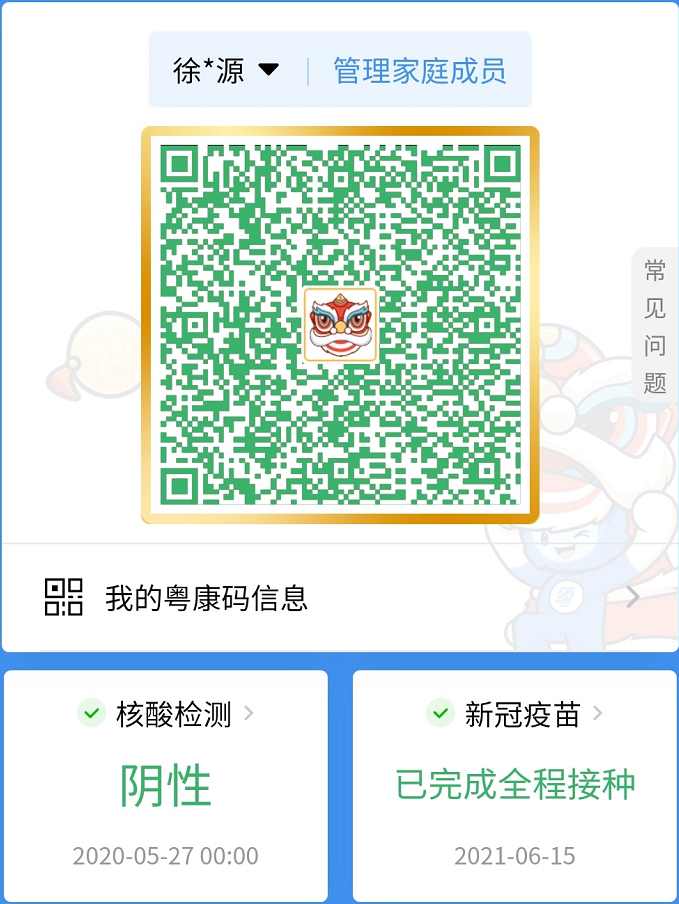 徐*源
管理家庭成员
常见问题
我的粤康码信息
核酸检测
阴性
2020-05-27 00:00
新冠疫苗
已完成全程接种
2021-06-15